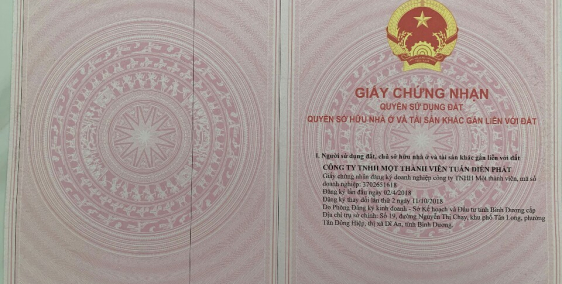 GIẤY CHỨNG NHẬN
QUYỀN SỬ DỤNG ĐẤT
QUYỀN SỞ HỮU NHÀ Ở VÀ TÀI SẢN KHÁC GẮN LIỀN VỚI ĐẤT
I. Người sử dụng đất, chủ sở hữu nhà ở và tài sản khác gắn liền với đất
CÔNG TY TNHH MỘT THÀNH VIÊN TUẤN ĐIỀN PHÁT
Giấy chứng nhận đăng ký doanh nghiệp công ty TNHH Một thành viên, mã số
doanh nghiệp: 3702651618
Đăng ký lần đầu ngày 02/4/2018
Đăng ký thay đổi lần thứ 2 ngày 11/10/2018
Do Phòng Đăng ký kinh doanh - Sở Kế hoạch và Đầu tư tỉnh Bình Dương cấp
Địa chỉ trụ sở chính: Số 19, đường Nguyễn Thị Chạy, khu phố Tân Long, phường
Tân Đông Hiệp, thị xã Dĩ An, tỉnh Bình Dương.